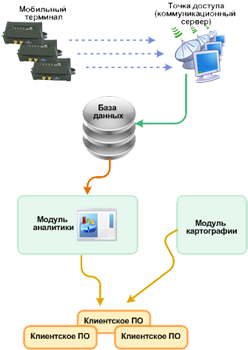 Мобильный
терминал
Точка доступа
(коммуникационный
сервер)
База
данных
Модуль
аналитики
Модуль
картографии
Клиентское ПО
Клиентское ПО
Клиентское ПО